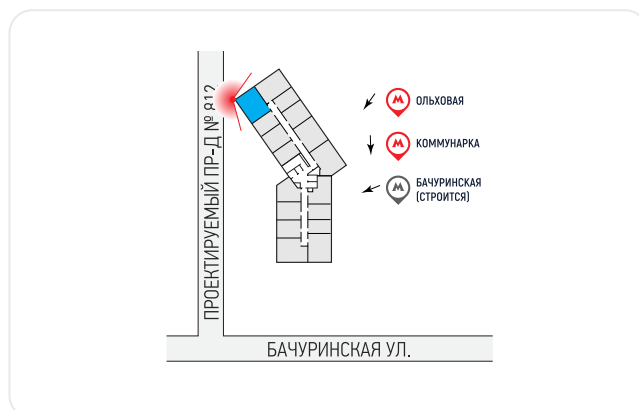 ПРОЕКТИРУЕМЫЙ ПР-Д № 812
М ОЛЬХОВАЯ
М КОММУНАРКА
М БАЧУРИНСКАЯ
(СТРОИТСЯ)
БАЧУРИНСКАЯ УЛ.